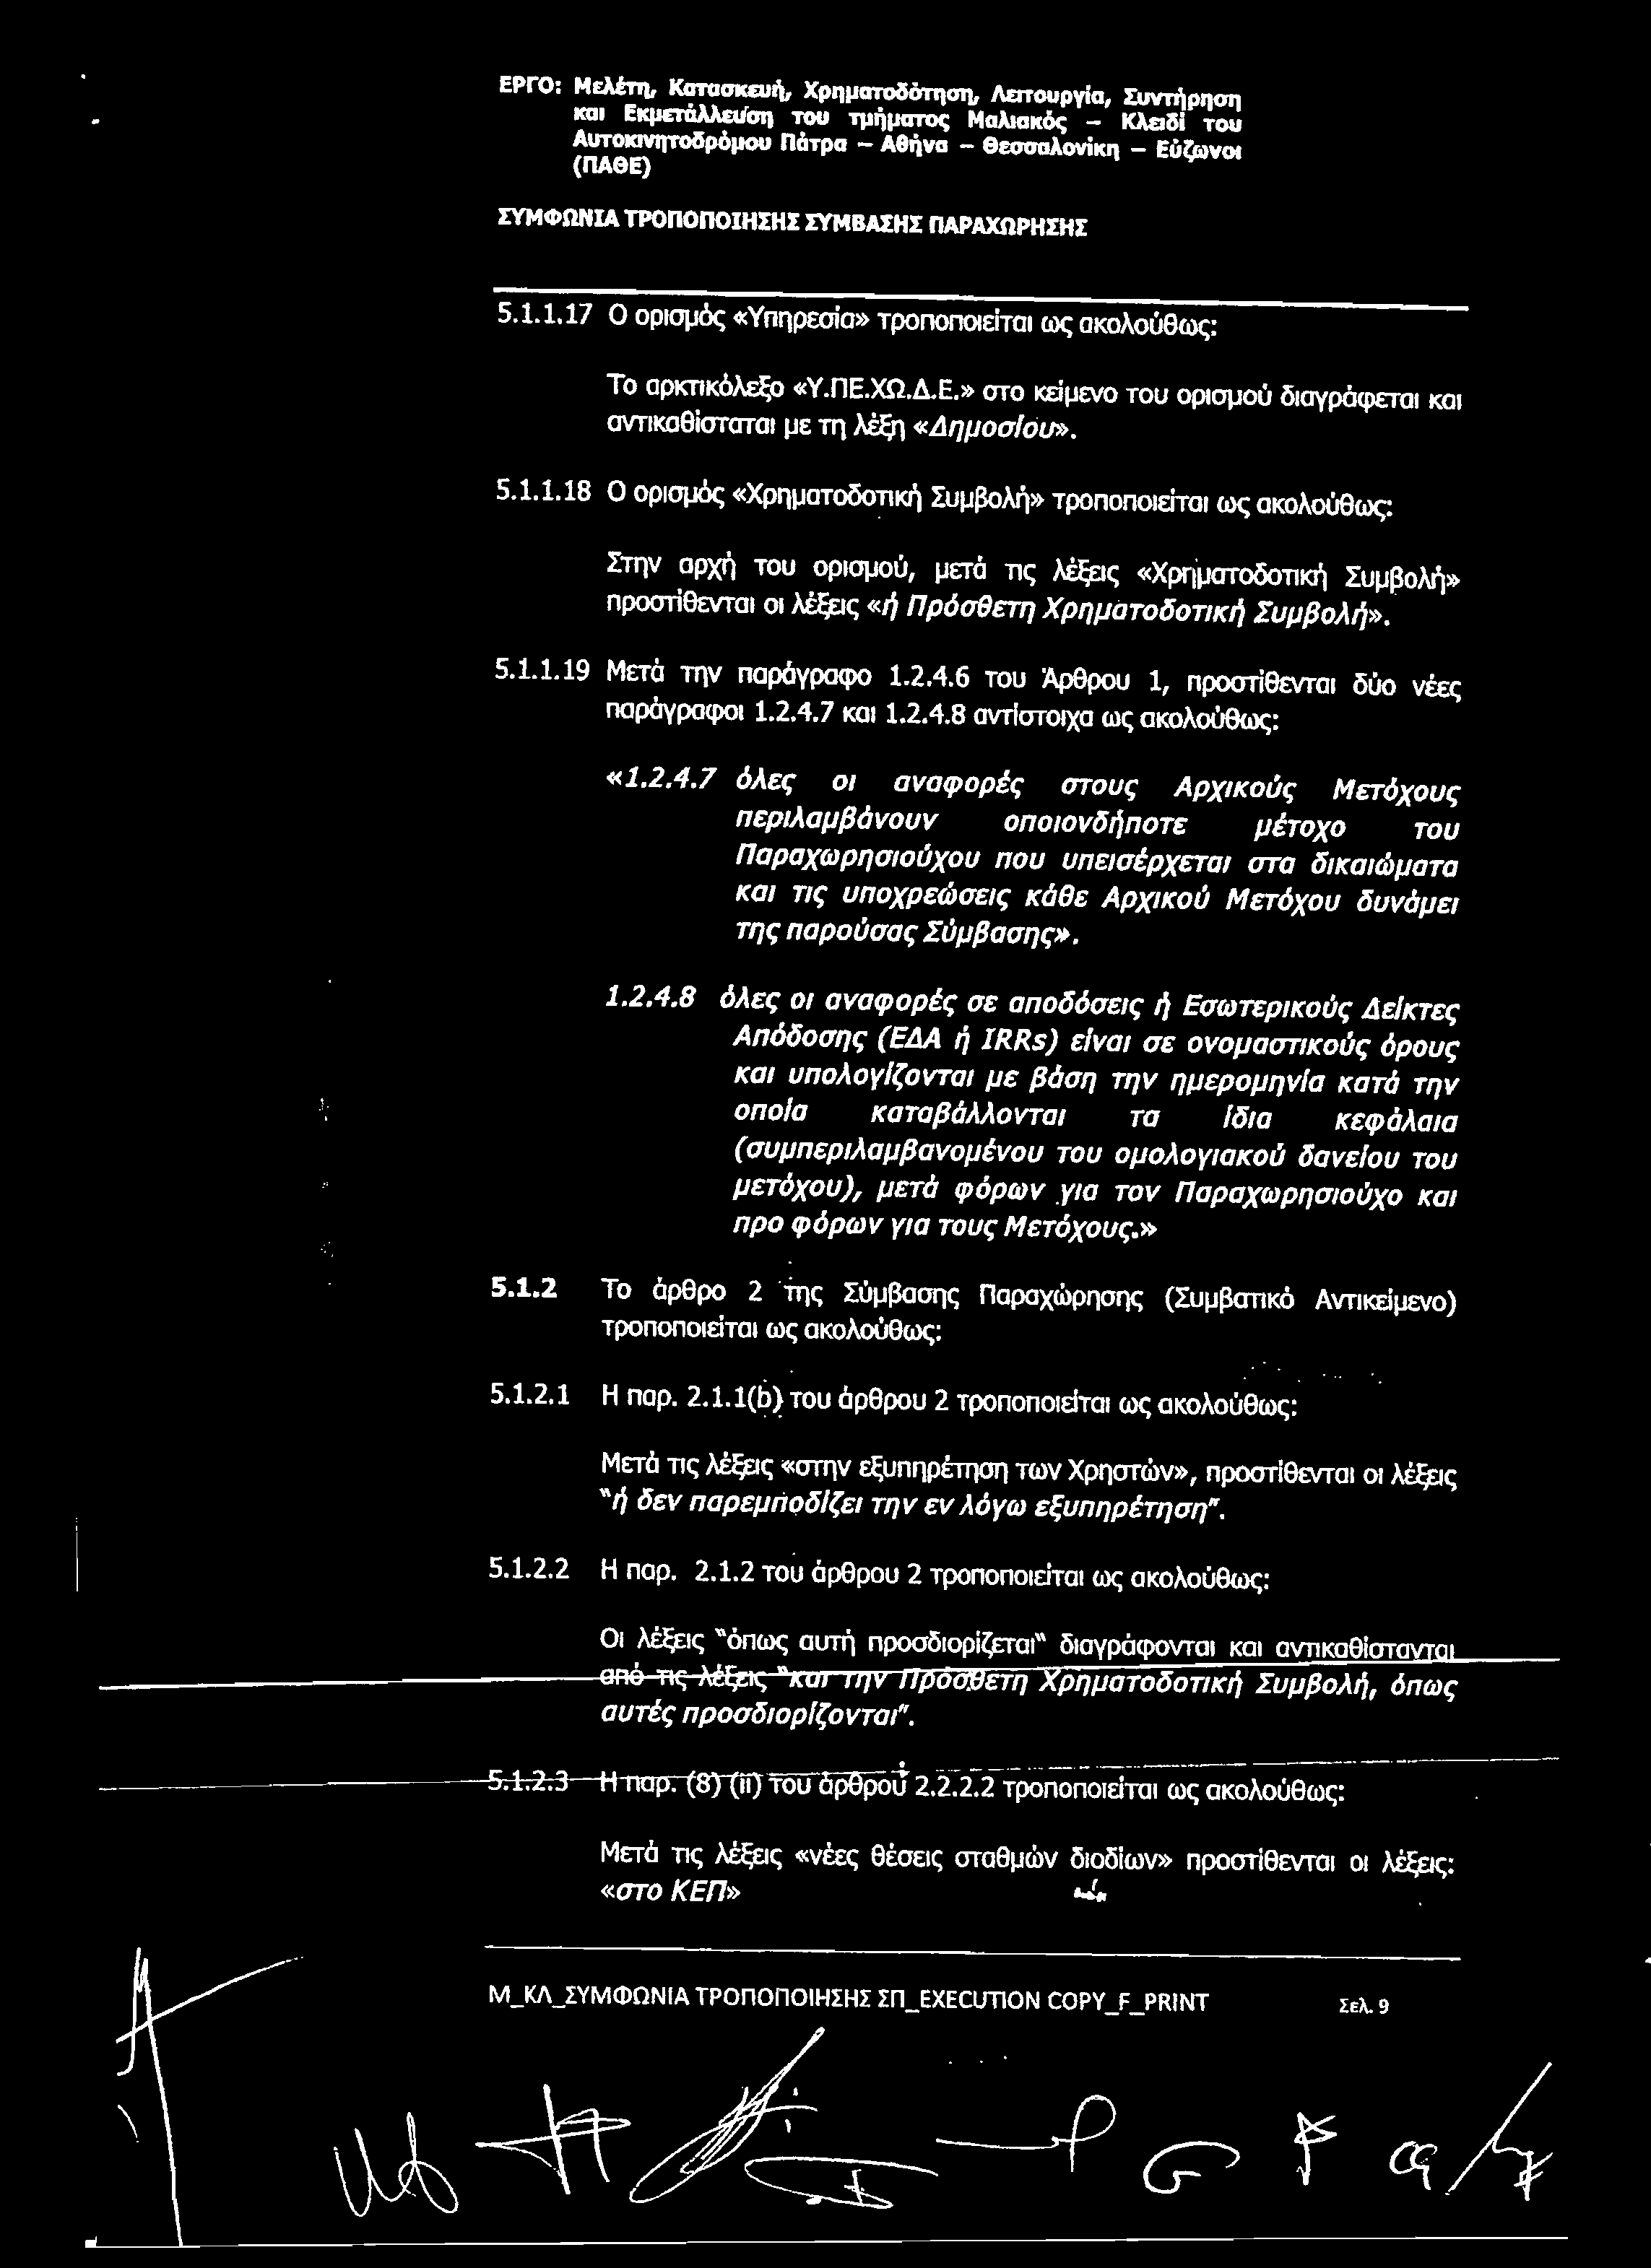 ΕΡΓΟ: Μελέτη, Κατασκευή, Χρηματοδότηση, Λειτουργία, Συντήρηση
και Εκμετάλλευση του τμήματος Μαλιακός – Κλειδί του
Αυτοκινητοδρόμου Πάτρα – Αθήνα – Θεσσαλονίκη – Εύζωνοι
(ΠΑΘΕ)
ΣΥΜΦΩΝΙΑ ΤΡΟΠΟΠΟΙΗΣΗΣ ΣΥΜΒΑΣΗΣ ΠΑΡΑΧΩΡΗΣΗΣ
5.1.1.17 Ο ορισμός «Υπηρεσία» τροποποιείται ως ακολούθως:
Το αρκτικόλεξο «Υ.ΠΕ.ΧΩ.Δ.Ε.» στο κείμενο του ορισμού διαγράφεται και
αντικαθίσταται με τη λέξη «Δημοσίου».
5.1.1.18 Ο ορισμός «Χρηματοδοτική Συμβολή» τροποποιείται ως ακολούθως:
Στην αρχή του ορισμού, μετά τις λέξεις «Χρηματοδοτική Συμβολή»
προστίθενται οι λέξεις «ή Πρόσθετη Χρηματοδοτική Συμβολή».
5.1.1.19 Μετά την παράγραφο 1.2.4.6 του Άρθρου 1, προστίθενται δύο νέες
παράγραφοι 1.2.4.7 και 1.2.4.8 αντίστοιχα ως ακολούθως:
«1.2.4.7 όλες οι αναφορές στους Αρχικούς Μετόχους
περιλαμβάνουν οποιονδήποτε μέτοχο του
Παραχωρησιούχου που υπεισέρχεται στα δικαιώματα
και τις υποχρεώσεις κάθε Αρχικού Μετόχου δυνάμει
της παρούσας Σύμβασης».
1.2.4.8 όλες οι αναφορές σε αποδόσεις ή Εσωτερικούς Δείκτες
Απόδοσης (ΕΔΑ ή IRRs) είναι σε ονομαστικούς όρους
και υπολογίζονται με βάση την ημερομηνία κατά την
οποία καταβάλλονται τα ίδια κεφάλαια
(συμπεριλαμβανομένου του ομολογιακού δανείου του
μετόχου), μετά φόρων για τον Παραχωρησιούχο και
προ φόρων για τους Μετόχους.»
5.1.2 Το άρθρο 2 της Σύμβασης Παραχώρησης (Συμβατικό Αντικείμενο)
τροποποιείται ως ακολούθως:
5.1.2.1 Η παρ. 2.1.1(b) του άρθρου 2 τροποποιείται ως ακολούθως:
Μετά τις λέξεις «στην εξυπηρέτηση των Χρηστών», προστίθενται οι λέξεις
"ή δεν παρεμποδίζει την εν λόγω εξυπηρέτηση".
5.1.2.2 Η παρ. 2.1.2 του άρθρου 2 τροποποιείται ως ακολούθως:
Οι λέξεις "όπως αυτή προσδιορίζεται" διαγράφονται και αντικαθίστανται
από τις λέξεις "και την Πρόσθετη Χρηματοδοτική Συμβολή, όπως
αυτές προσδιορίζονται".
5.1.2.3 Η παρ. (8) (ii) του άρθρου 2.2.2.2 τροποποιείται ως ακολούθως:
Μετά τις λέξεις «νέες θέσεις σταθμών διοδίων» προστίθενται οι λέξεις:
«στο ΚΕΠ»
Μ_ΚΛ_ΣΥΜΦΩΝΙΑ ΤΡΟΠΟΠΟΙΗΣΗΣ ΣΠ_EXECUTION COPY_F_PRINT Σελ. 9